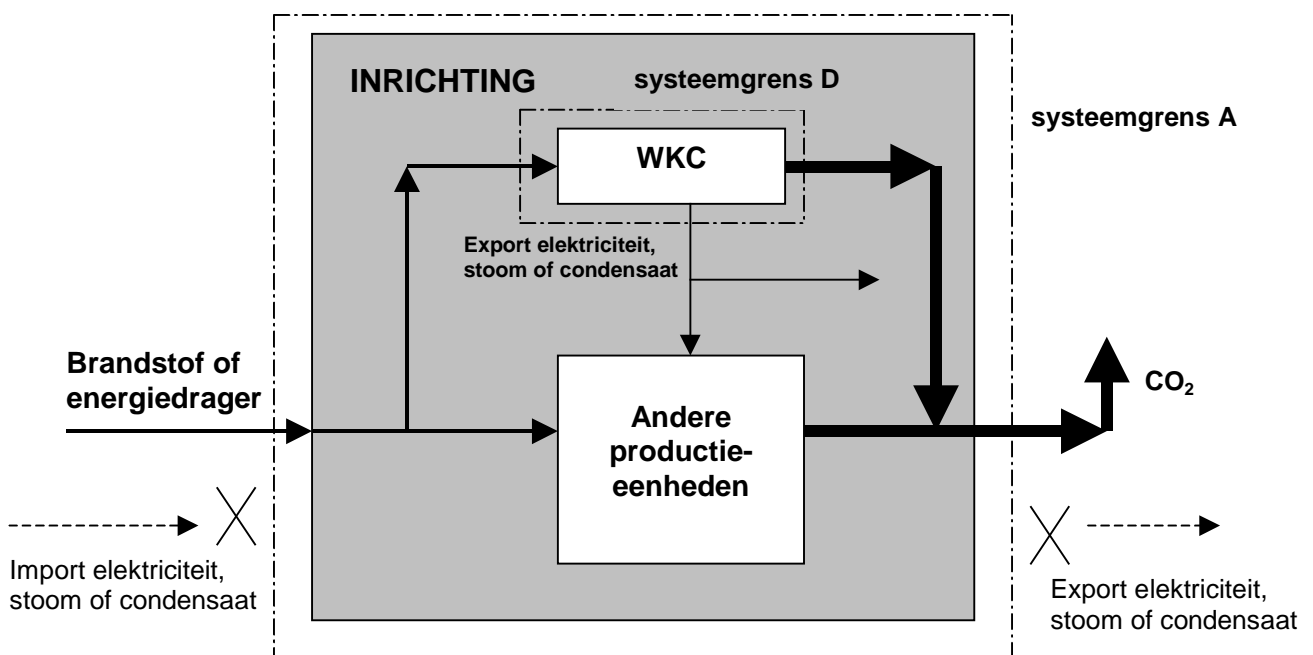 INRICHTING
systeemgrens D
systeemgrens A
WKC
Export elektriciteit,
stoom of condensaat
Brandstof of
energiedrager
Andere
productie-
eenheden
CO₂
Import elektriciteit,
stoom of condensaat
Export elektriciteit,
stoom of condensaat